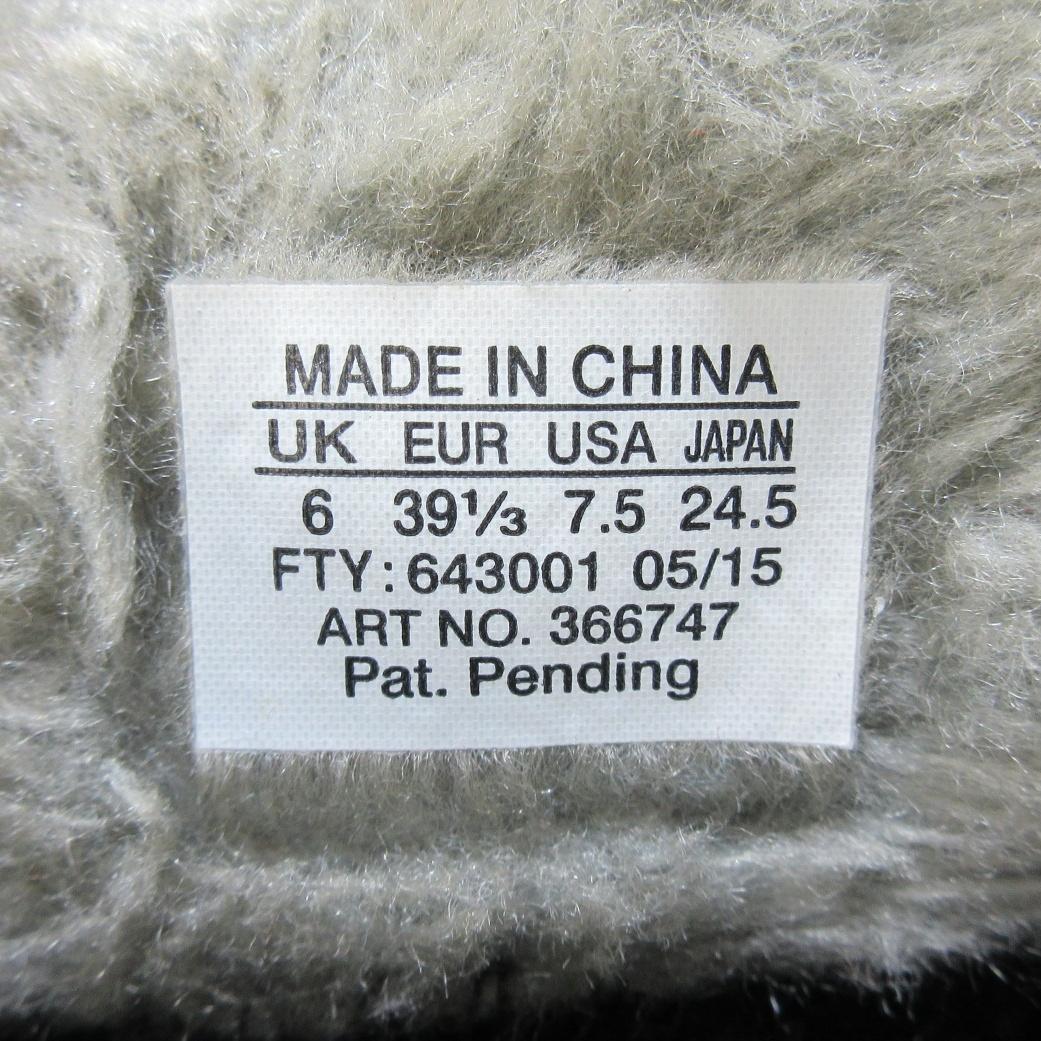 MADE IN CHINA
UK EUR USA JAPAN
6 39⅓ 7.5 24.5
FTY:643001 05/15
ART NO. 366747
Pat. Pending